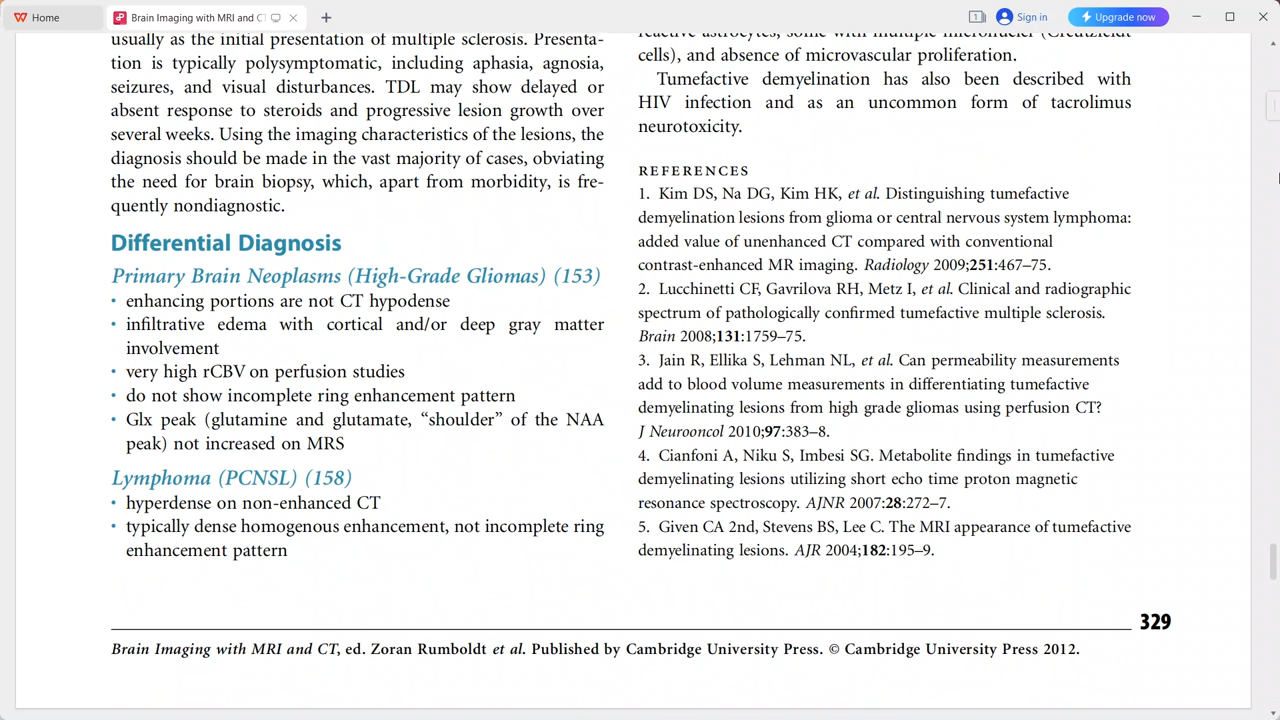 Home
Brain Imaging with MRI and C
Sign in
Upgrade now
usually as the initial presentation of multiple sclerosis. Presenta-
tion is typically polysymptomatic, including aphasia, agnosia,
seizures, and visual disturbances. TDL may show delayed or
absent response to steroids and progressive lesion growth over
several weeks. Using the imaging characteristics of the lesions, the
diagnosis should be made in the vast majority of cases, obviating
the need for brain biopsy, which, apart from morbidity, is fre-
quently nondiagnostic.
Differential Diagnosis
Primary Brain Neoplasms (High-Grade Gliomas) (153)
• enhancing portions are not CT hypodense
• infiltrative edema with cortical and/or deep gray matter
involvement
• very high rCBV on perfusion studies
• do not show incomplete ring enhancement pattern
• Glx peak (glutamine and glutamate, “shoulder” of the NAA
peak) not increased on MRS
Lymphoma (PCNSL) (158)
• hyperdense on non-enhanced CT
• typically dense homogenous enhancement, not incomplete ring
enhancement pattern
reactive astrocytes, some with multiple micronuclei (Creutzfeldt
cells), and absence of microvascular proliferation.
Tumefactive demyelination has also been described with
HIV infection and as an uncommon form of tacrolimus
neurotoxicity.
REFERENCES
1. Kim DS, Na DG, Kim HK, et al. Distinguishing tumefactive
demyelination lesions from glioma or central nervous system lymphoma:
added value of unenhanced CT compared with conventional
contrast-enhanced MR imaging. Radiology 2009;251:467–75.
2. Lucchinetti CF, Gavrilova RH, Metz I, et al. Clinical and radiographic
spectrum of pathologically confirmed tumefactive multiple sclerosis.
Brain 2008;131:1759–75.
3. Jain R, Ellika S, Lehman NL, et al. Can permeability measurements
add to blood volume measurements in differentiating tumefactive
demyelinating lesions from high grade gliomas using perfusion CT?
J Neurooncol 2010;97:383–8.
4. Cianfoni A, Niku S, Imbesi SG. Metabolite findings in tumefactive
demyelinating lesions utilizing short echo time proton magnetic
resonance spectroscopy. AJNR 2007:28:272–7.
5. Given CA 2nd, Stevens BS, Lee C. The MRI appearance of tumefactive
demyelinating lesions. AJR 2004;182:195–9.
329
Brain Imaging with MRI and CT, ed. Zoran Rumboldt et al. Published by Cambridge University Press. © Cambridge University Press 2012.